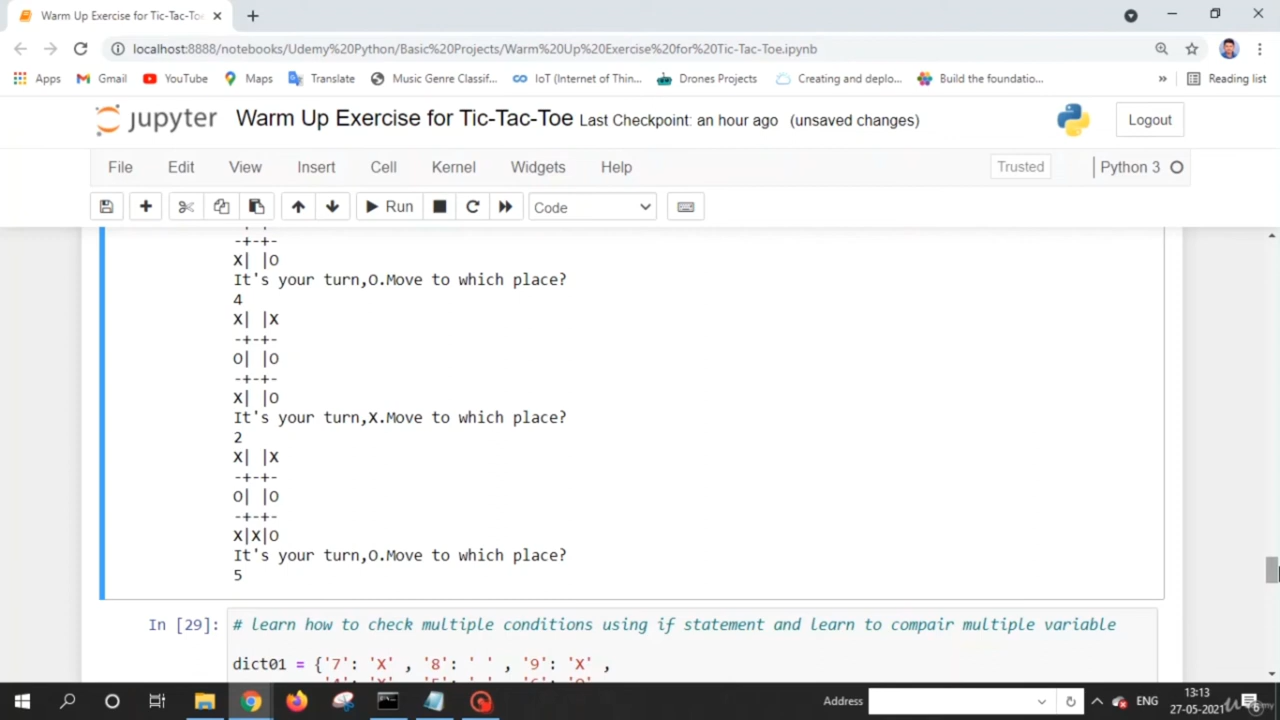 Warm Up Exercise for Tic-Tac-Toe
localhost:8888/notebooks/Udemy%20Python/Basic%20Projects/Warm%20Up%20Exercise%20for%20Tic-Tac-Toe.ipynb
Apps Gmail YouTube Maps Translate Music Genre Classif... IoT (Internet of Thin... Drones Projects Creating and deplo... Build the foundatio... » Reading list
jupyter Warm Up Exercise for Tic-Tac-Toe Last Checkpoint: an hour ago (unsaved changes) Logout
File Edit View Insert Cell Kernel Widgets Help Trusted Python 3
Run Code
-+-+-
X| |O
It's your turn,O.Move to which place?
4
X| |X
-+-+-
O| |O
-+-+-
X| |O
It's your turn,X.Move to which place?
2
X| |X
-+-+-
O| |O
-+-+-
X|X|O
It's your turn,O.Move to which place?
5
In [29]: # learn how to check multiple conditions using if statement and learn to compair multiple variable
dict01 = {'7': 'X' , '8': ' ' , '9': 'X' ,
Address ENG 13:13
27-05-2021